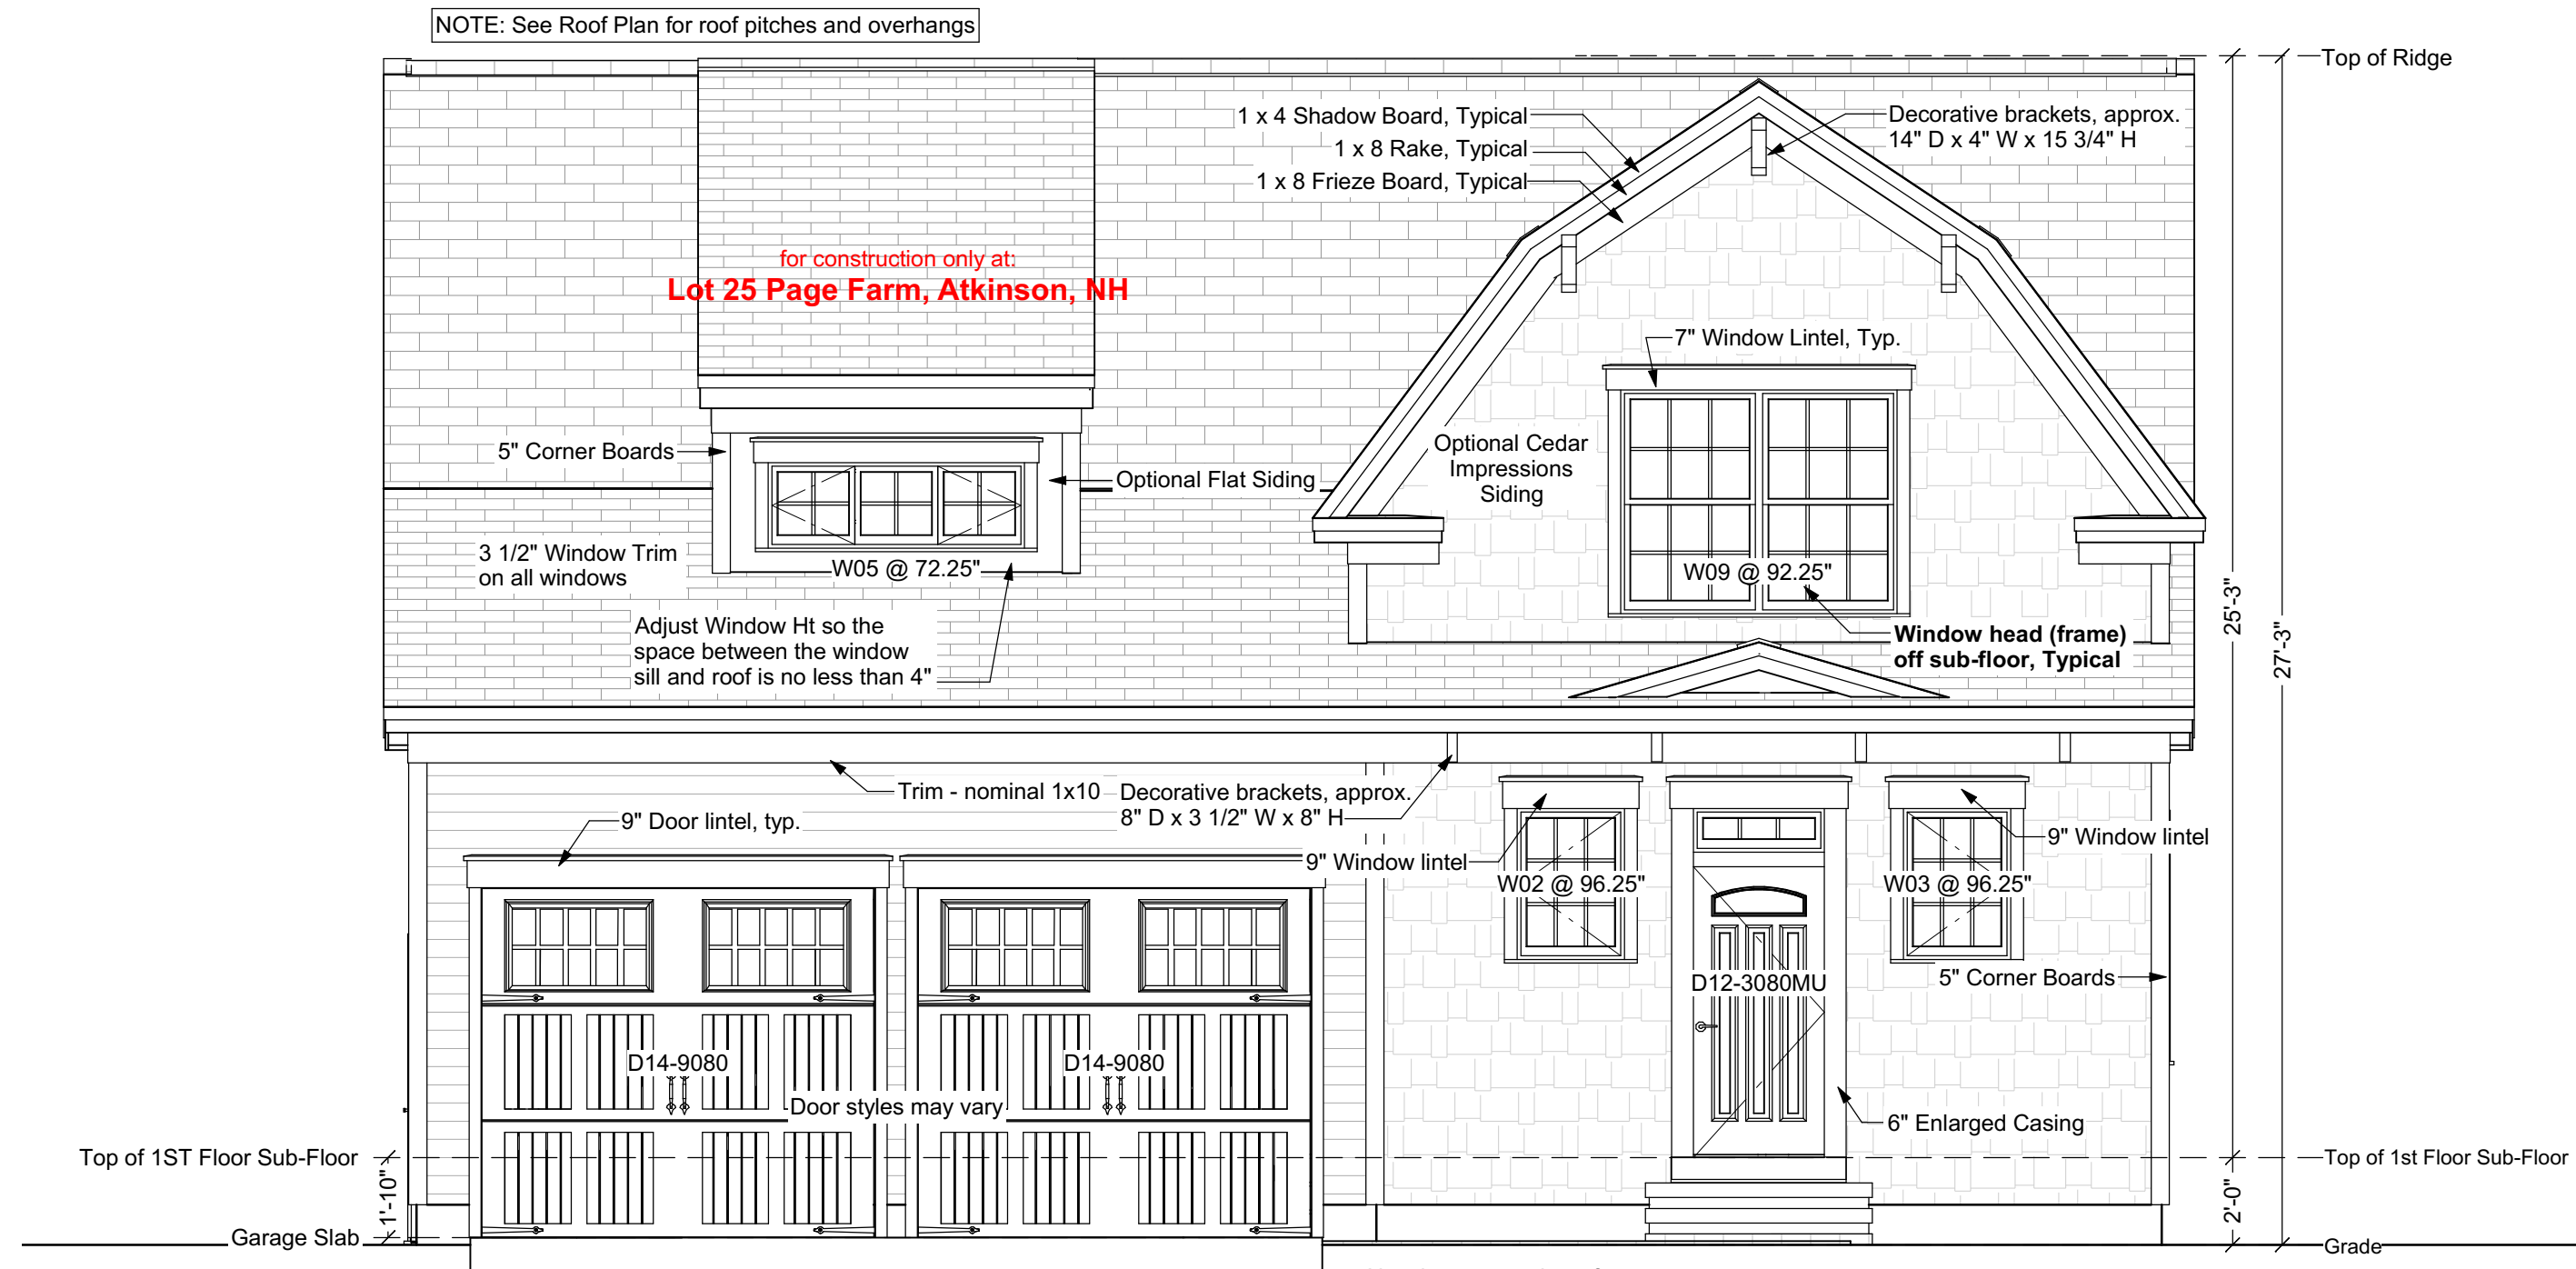 NOTE: See Roof Plan for roof pitches and overhangs
Top of Ridge
1 x 4 Shadow Board, Typical
1 x 8 Rake, Typical
1 x 8 Frieze Board, Typical
Decorative brackets, approx.
14" D x 4" W x 15 3/4" H
for construction only at:
Lot 25 Page Farm, Atkinson, NH
7" Window Lintel, Typ.
5" Corner Boards
Optional Flat Siding
Optional Cedar
Impressions
Siding
3 1/2" Window Trim
on all windows
W05 @ 72.25"
W09 @ 92.25"
Adjust Window Ht so the
space between the window
sill and roof is no less than 4"
Window head (frame)
off sub-floor, Typical
25'-3"
27'-3"
Trim - nominal 1x10
Decorative brackets, approx.
8" D x 3 1/2" W x 8" H
9" Door lintel, typ.
9" Window lintel
9" Window lintel
W02 @ 96.25"
W03 @ 96.25"
D12-3080MU
5" Corner Boards
D14-9080
D14-9080
Door styles may vary
6" Enlarged Casing
Top of 1ST Floor Sub-Floor
Top of 1st Floor Sub-Floor
1'-10"
2'-0"
Garage Slab
Grade